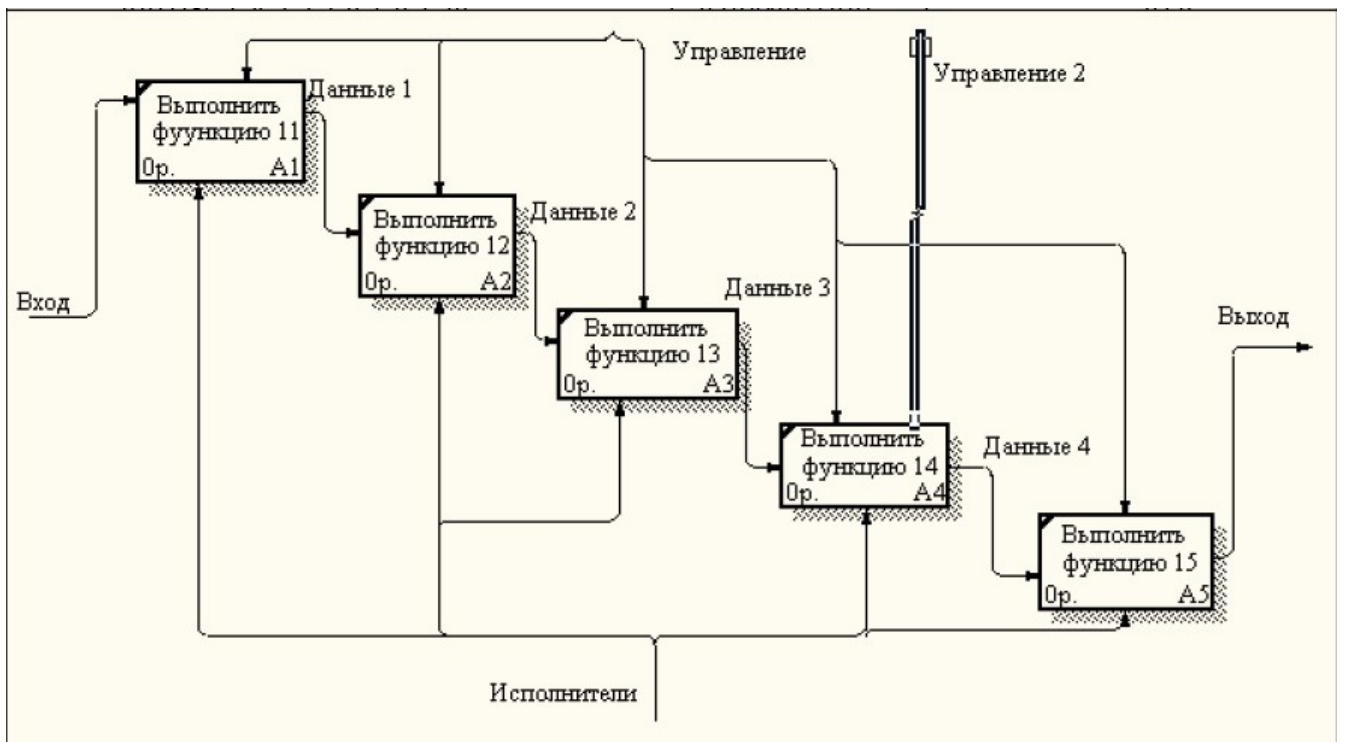 Управление
Управление 2
Данные 1
Выполнить
фуункцию 11
0р. A1
Данные 2
Выполнить
функцию 12
0р. A2
Вход
Данные 3
Выполнить
функцию 13
0р. A3
Выход
Выполнить
функцию 14
0р. A4
Данные 4
Выполнить
функцию 15
0р. A5
Исполнители